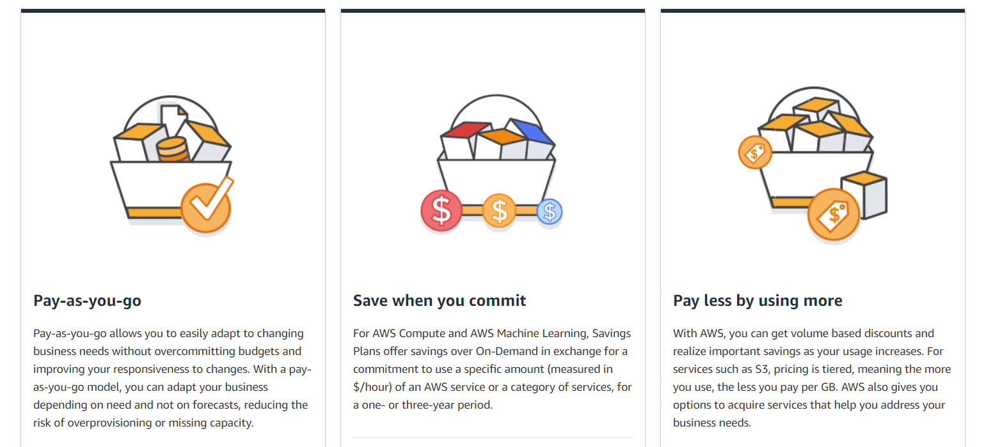 Pay-as-you-go
Pay-as-you-go allows you to easily adapt to changing
business needs without overcommitting budgets and
improving your responsiveness to changes. With a pay-
as-you-go model, you can adapt your business
depending on need and not on forecasts, reducing the
risk of overprovisioning or missing capacity.
Save when you commit
For AWS Compute and AWS Machine Learning, Savings
Plans offer savings over On-Demand in exchange for a
commitment to use a specific amount (measured in
$/hour) of an AWS service or a category of services, for
a one- or three-year period.
Pay less by using more
With AWS, you can get volume based discounts and
realize important savings as your usage increases. For
services such as S3, pricing is tiered, meaning the more
you use, the less you pay per GB. AWS also gives you
options to acquire services that help you address your
business needs.